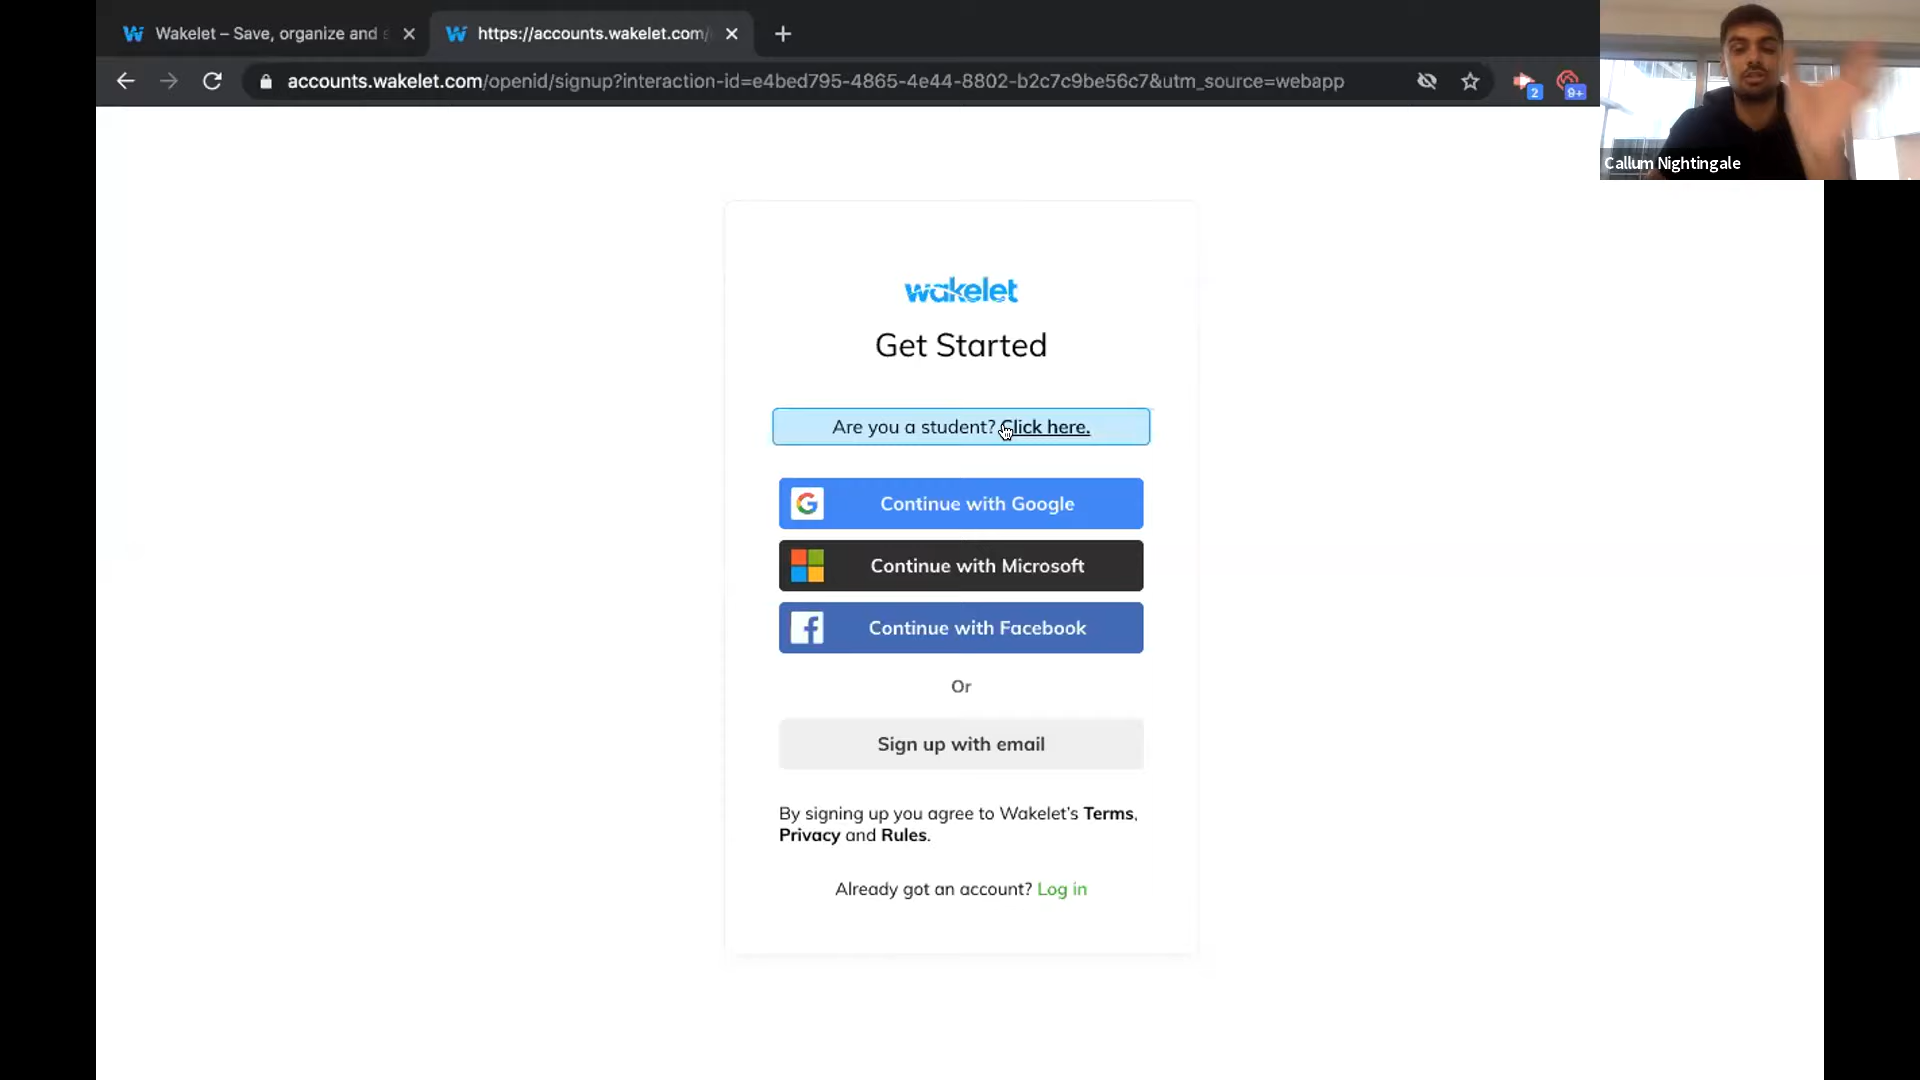 Wakelet – Save, organize and
https://accounts.wakelet.com/
accounts.wakelet.com/openid/signup?interaction-id=e4bed795-4865-4e44-8802-b2c7c9be56c7&utm_source=webapp
2
9+
Callum Nightingale
wakelet
Get Started
Are you a student? Click here.
Continue with Google
Continue with Microsoft
Continue with Facebook
Or
Sign up with email
By signing up you agree to Wakelet's Terms,
Privacy and Rules.
Already got an account? Log in